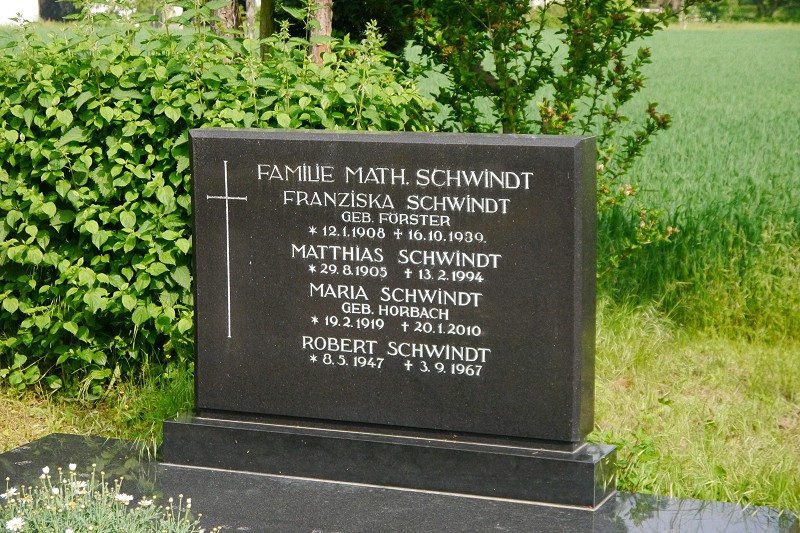 FAMILIE MATH. SCHWINDT
FRANZISKA SCHWINDT
GEB. FÖRSTER
* 12.1.1908 ✝ 16.10.1939.
MATTHIAS SCHWINDT
* 29.8.1905 ✝ 13.2.1994
MARIA SCHWINDT
GEB. HORBACH
* 19.2.1919 ✝ 20.1.2010
ROBERT SCHWINDT
* 8.5.1947 ✝ 3.9.1967